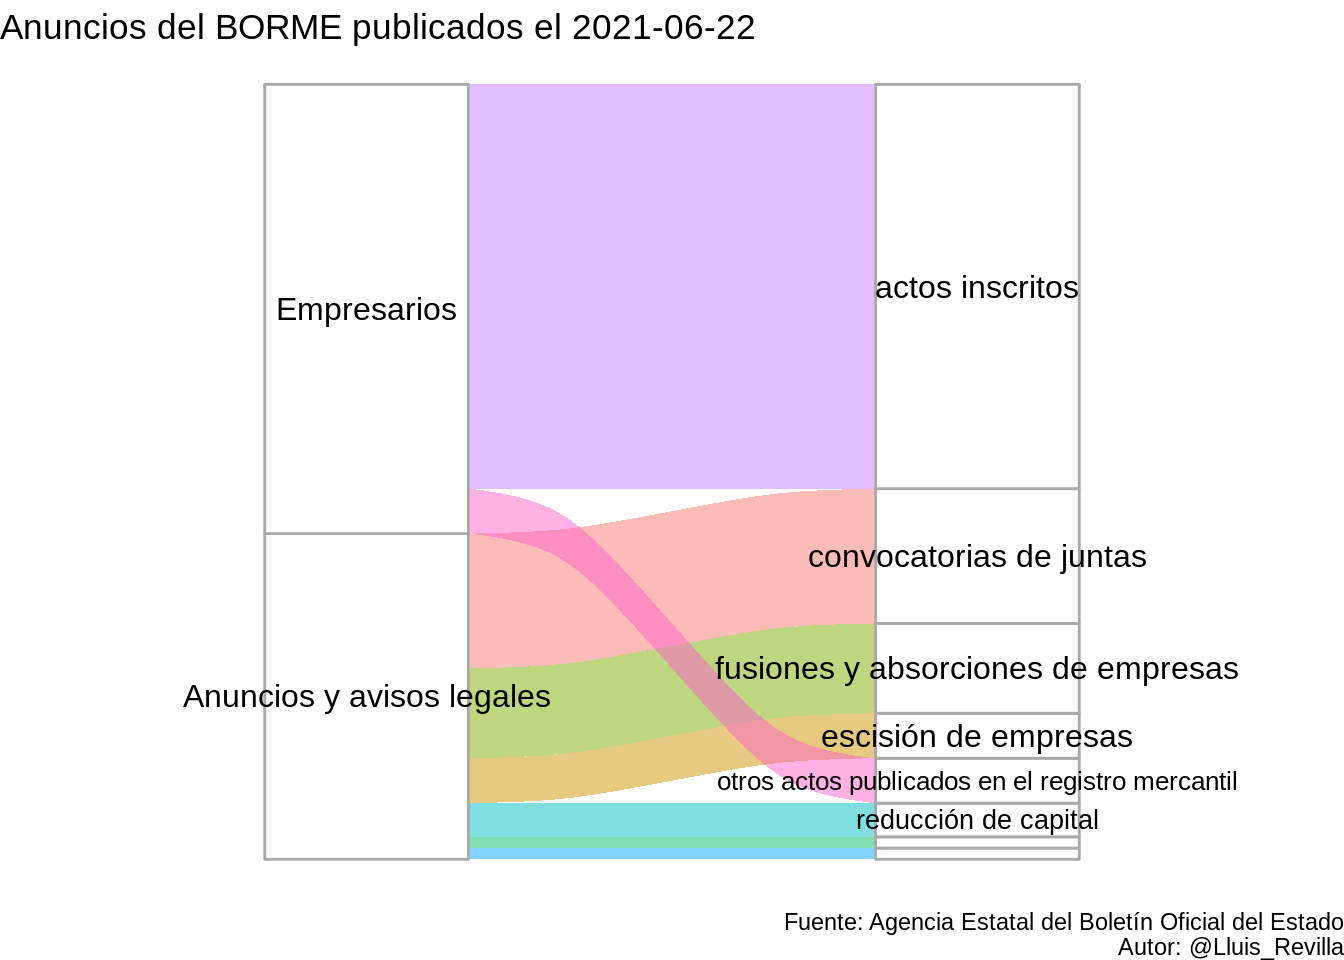 Anuncios del BORME publicados el 2021-06-22
Empresarios
actos inscritos
convocatorias de juntas
fusiones y absorciones de empresas
Anuncios y avisos legales
escisión de empresas
otros actos publicados en el registro mercantil
reducción de capital
Fuente: Agencia Estatal del Boletín Oficial del Estado
Autor: @Lluis_Revilla